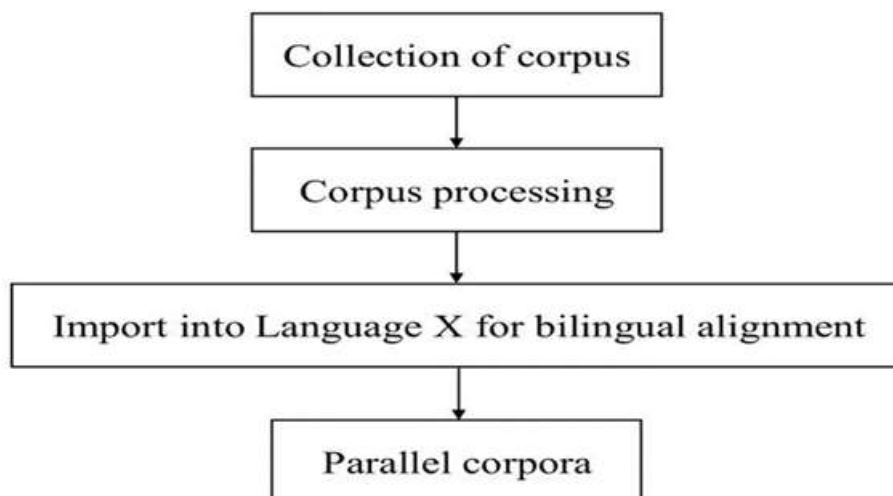 Collection of corpus
Corpus processing
Import into Language X for bilingual alignment
Parallel corpora